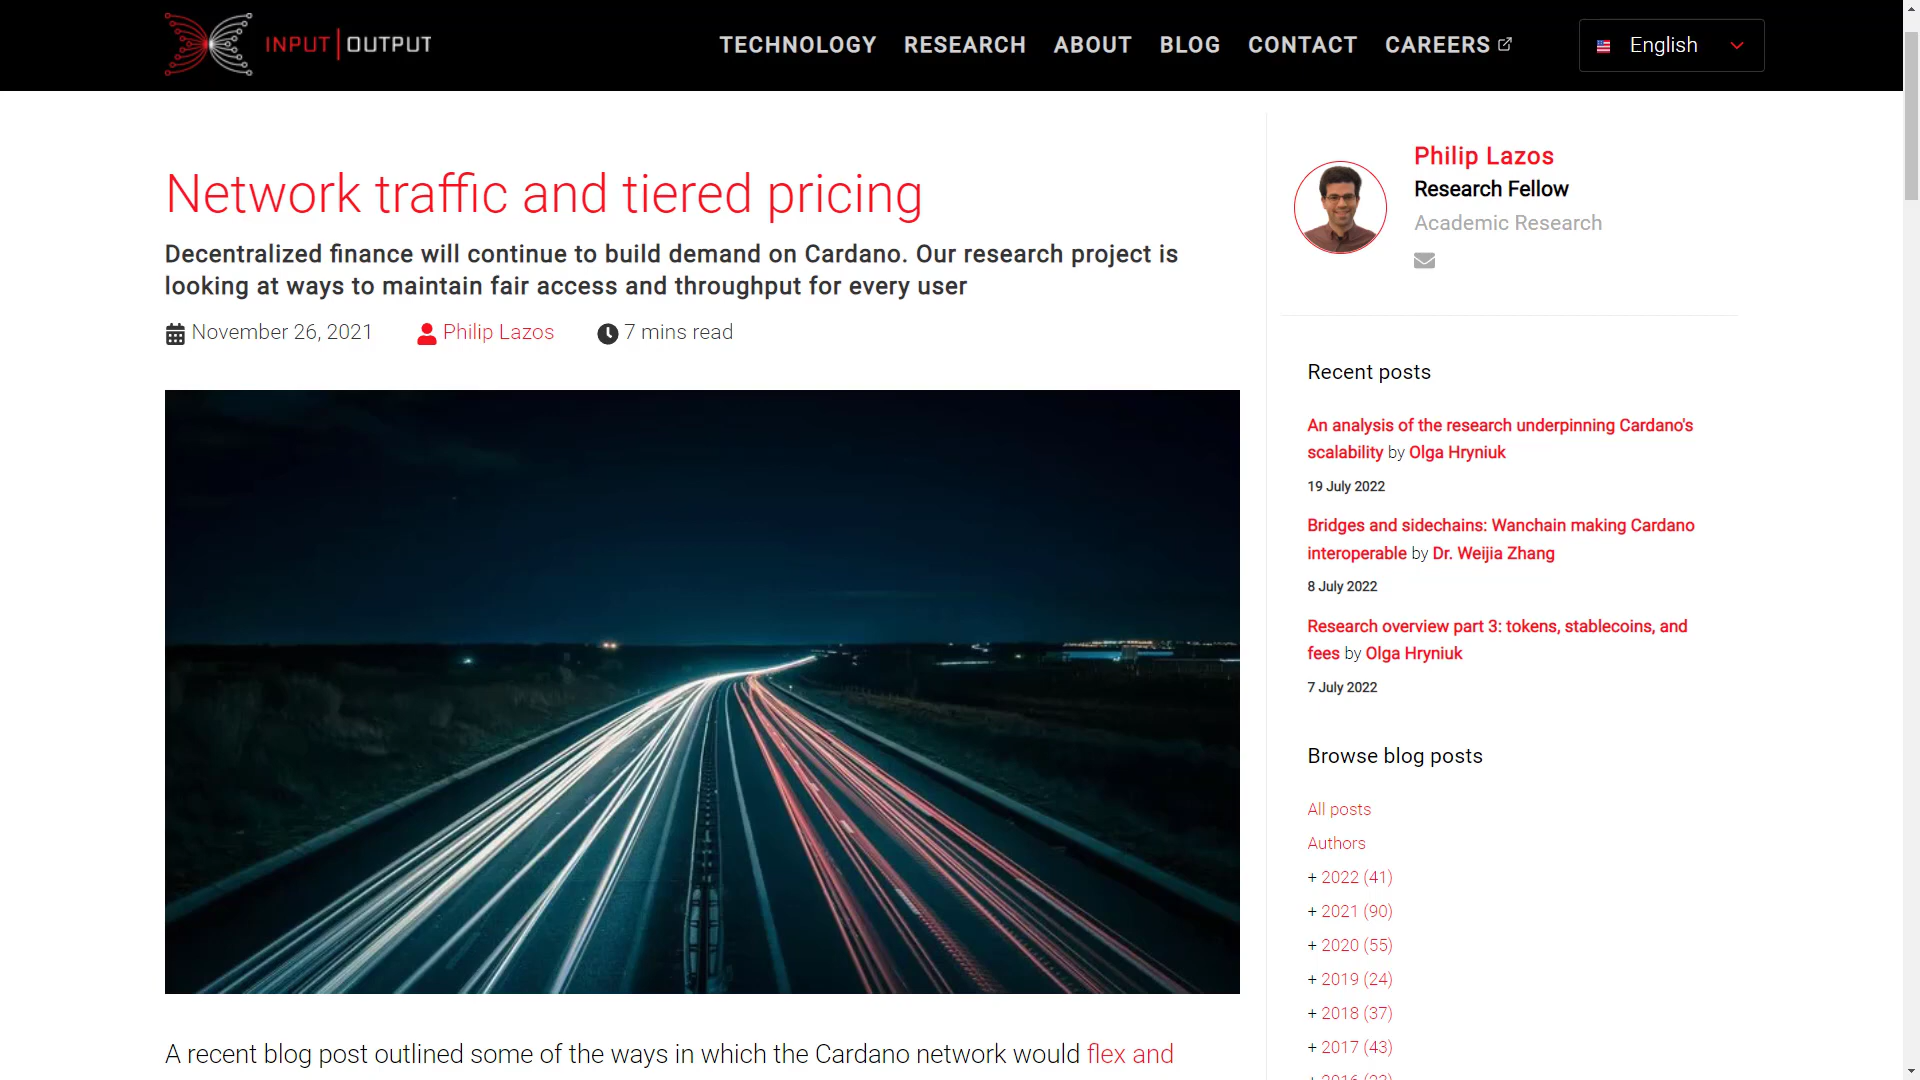 INPUT | OUTPUT
TECHNOLOGY
RESEARCH
ABOUT
BLOG
CONTACT
CAREERS
English
Network traffic and tiered pricing
Decentralized finance will continue to build demand on Cardano. Our research project is
looking at ways to maintain fair access and throughput for every user
November 26, 2021
Philip Lazos
7 mins read
A recent blog post outlined some of the ways in which the Cardano network would flex and
Philip Lazos
Research Fellow
Academic Research
Recent posts
An analysis of the research underpinning Cardano's
scalability by Olga Hryniuk
19 July 2022
Bridges and sidechains: Wanchain making Cardano
interoperable by Dr. Weijia Zhang
8 July 2022
Research overview part 3: tokens, stablecoins, and
fees by Olga Hryniuk
7 July 2022
Browse blog posts
All posts
Authors
+ 2022 (41)
+ 2021 (90)
+ 2020 (55)
+ 2019 (24)
+ 2018 (37)
+ 2017 (43)